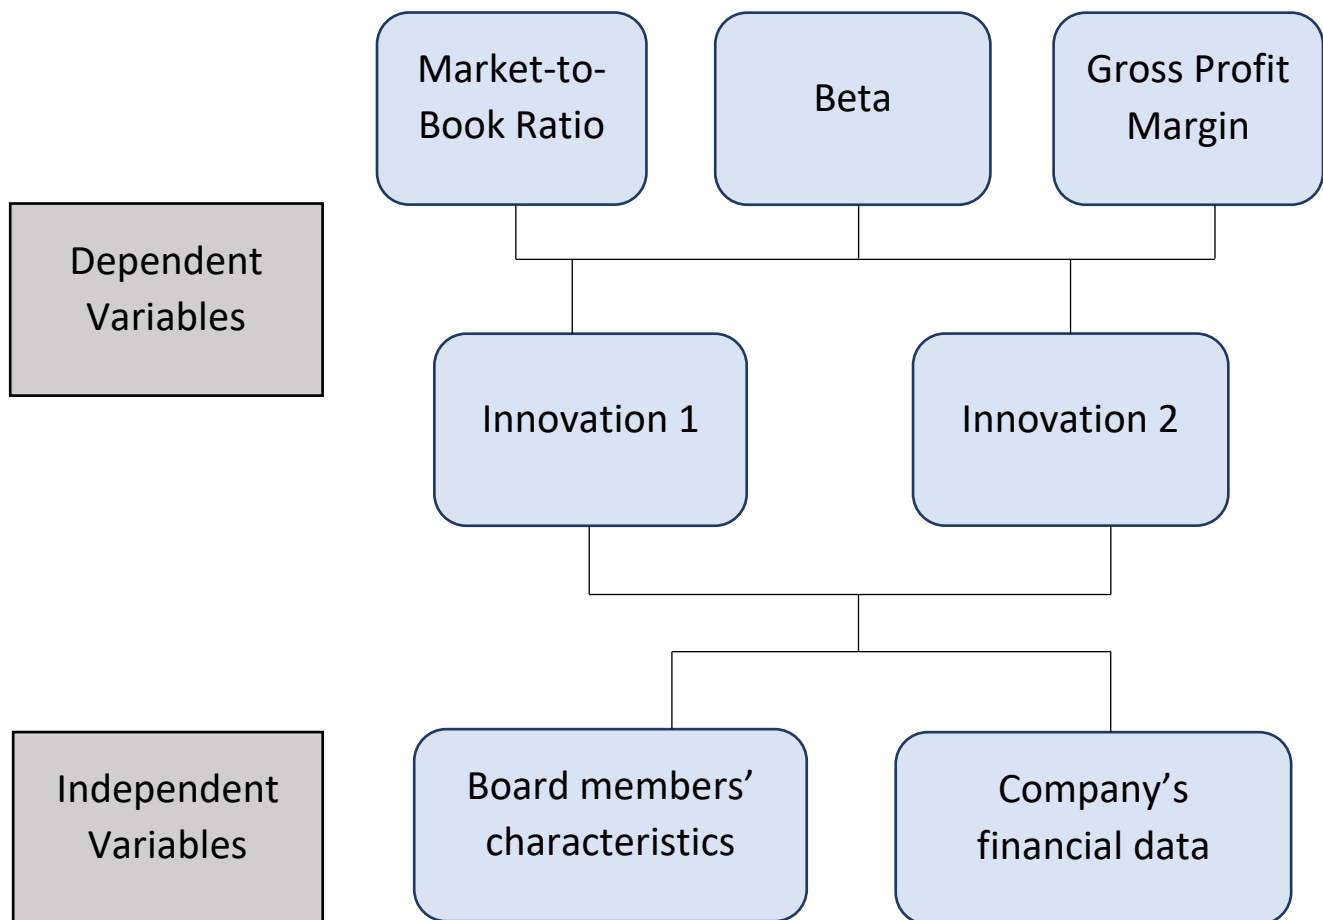 Market-to-
Book Ratio
Beta
Gross Profit
Margin
Dependent
Variables
Innovation 1
Innovation 2
Independent
Variables
Board members’
characteristics
Company’s
financial data